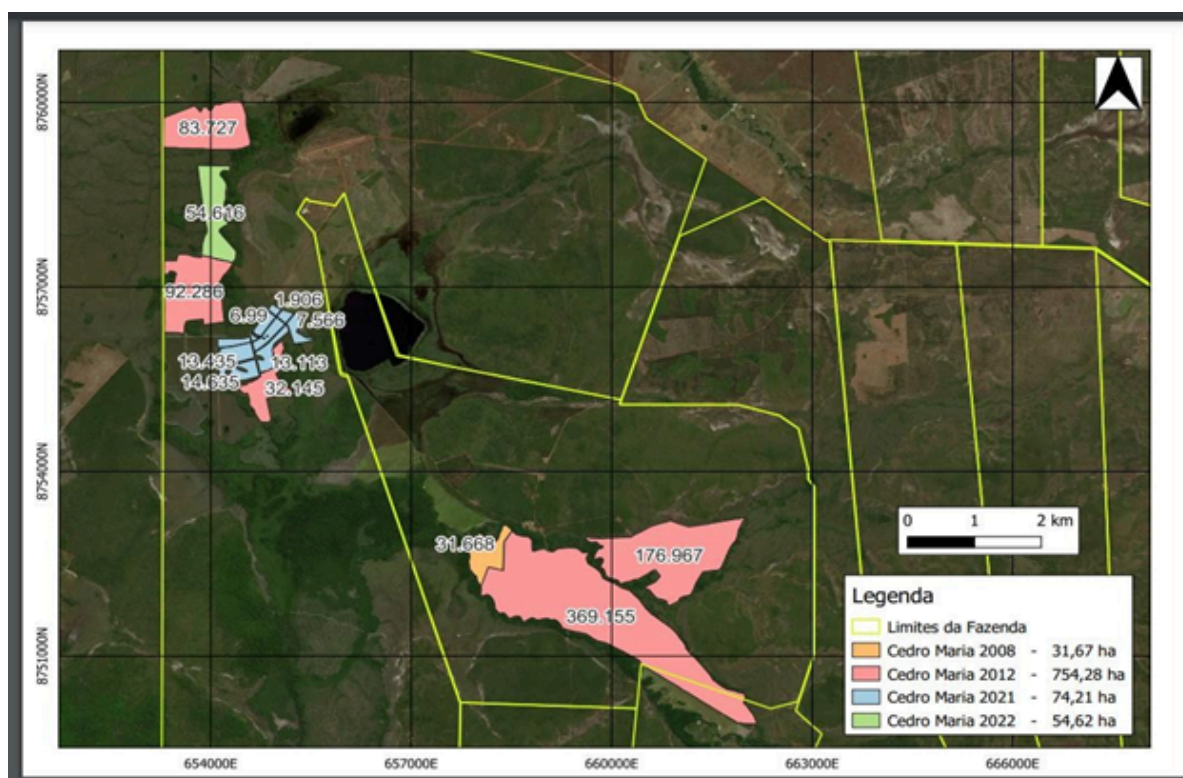 8760000N
8757000N
8754000N
8751000N
83.727
54.616
92.286
1.906
6.99
7.566
13.435
13.113
14.635
32.145
31.668
176.967
369.155
0 1 2 km
Legenda
Limites da Fazenda
Cedro Maria 2008 - 31,67 ha
Cedro Maria 2012 - 754,28 ha
Cedro Maria 2021 - 74,21 ha
Cedro Maria 2022 - 54,62 ha
654000E 657000E 660000E 663000E 666000E